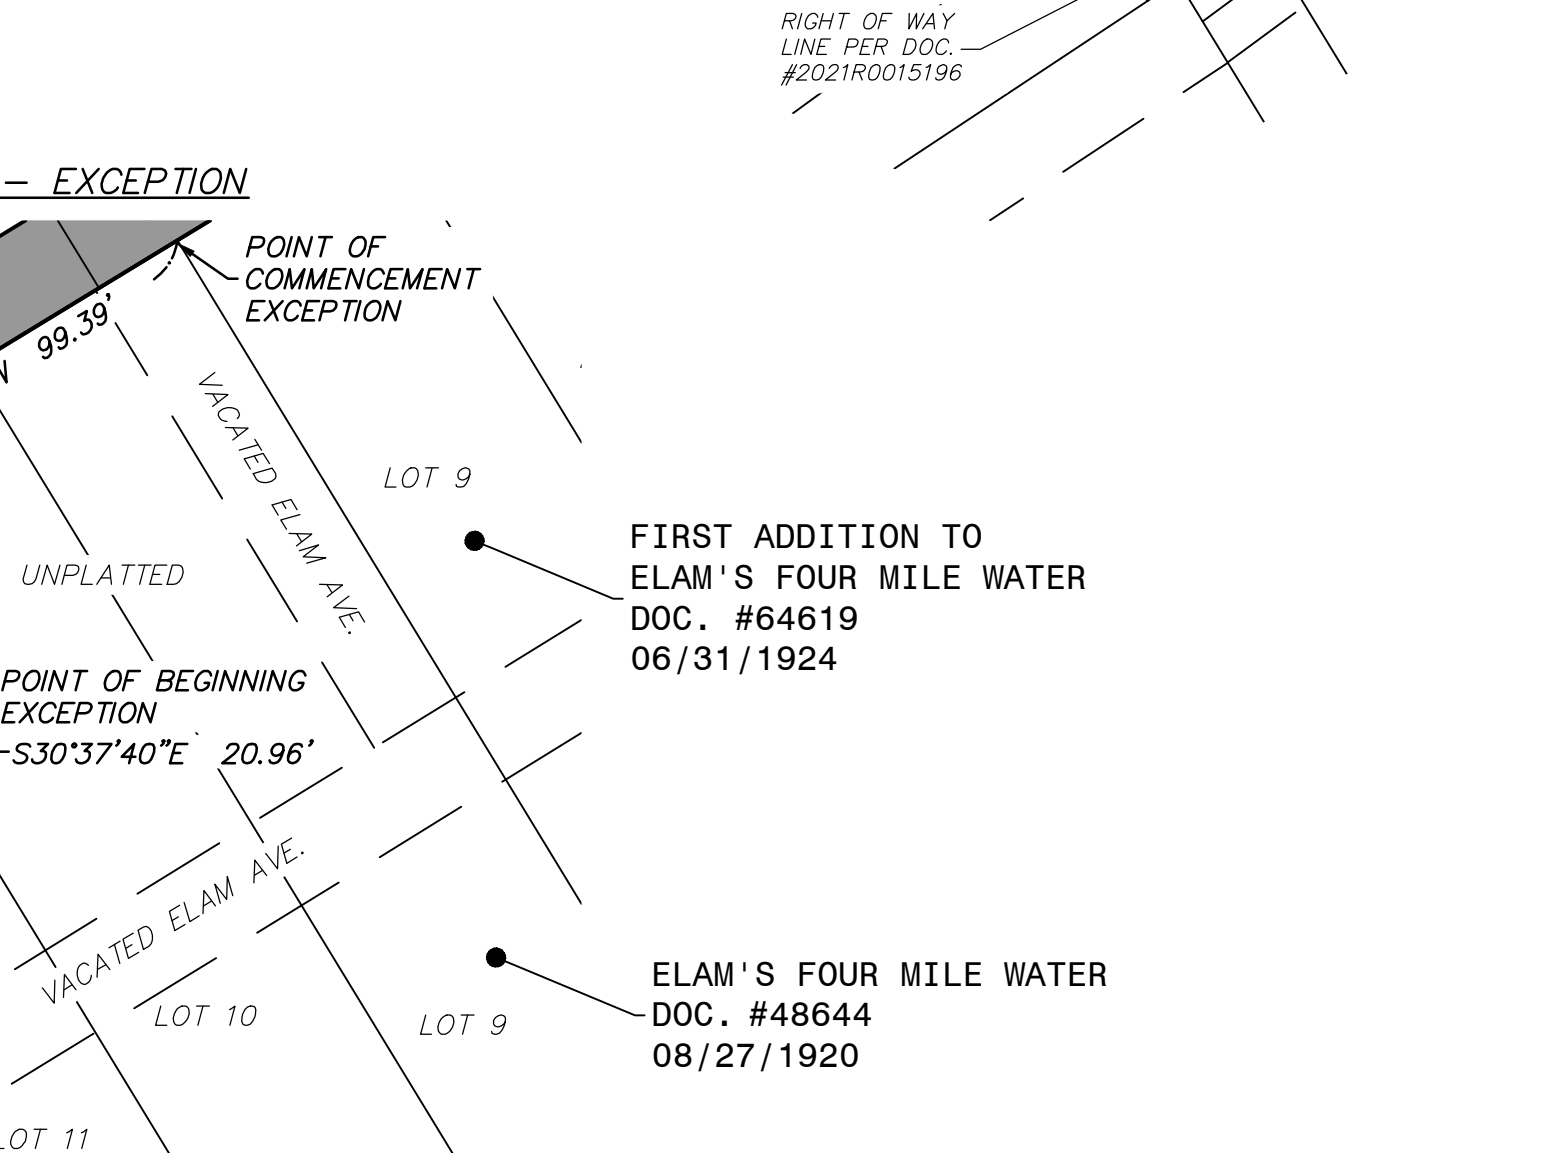 RIGHT OF WAY
LINE PER DOC.
#2021R0015196
— EXCEPTION
POINT OF
COMMENCEMENT
EXCEPTION
99.39'
VACATED ELAM AVE.
LOT 9
FIRST ADDITION TO
ELAM'S FOUR MILE WATER
DOC. #64619
06/31/1924
UNPLATTED
POINT OF BEGINNING
EXCEPTION
S30°37'40"E 20.96'
VACATED ELAM AVE.
LOT 10
LOT 9
ELAM'S FOUR MILE WATER
DOC. #48644
08/27/1920
LOT 11